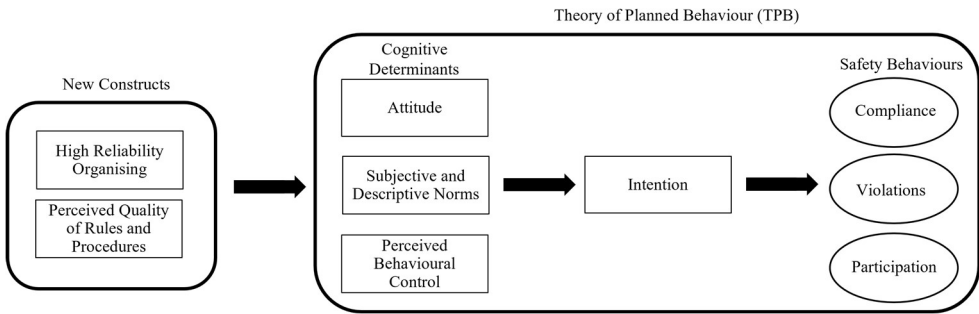 Theory of Planned Behaviour (TPB)
New Constructs
High Reliability
Organising
Perceived Quality
of Rules and
Procedures
Cognitive
Determinants
Attitude
Subjective and
Descriptive Norms
Perceived
Behavioural
Control
Intention
Safety Behaviours
Compliance
Violations
Participation